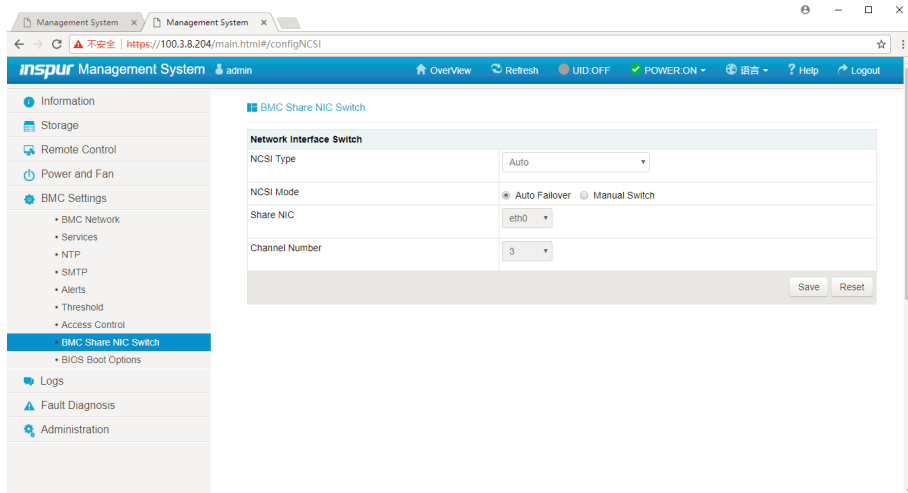 Management System × Management System ×
不安全 | https://100.3.8.204/main.html#/configNCSI
inspur Management System admin OverView Refresh UID:OFF POWER:ON 语言 Help Logout
Information
Storage
Remote Control
Power and Fan
BMC Settings
• BMC Network
• Services
• NTP
• SMTP
• Alerts
• Threshold
• Access Control
• BMC Share NIC Switch
• BIOS Boot Options
Logs
Fault Diagnosis
Administration
BMC Share NIC Switch
Network Interface Switch
NCSI Type Auto
NCSI Mode Auto Failover Manual Switch
Share NIC eth0
Channel Number 3
Save Reset